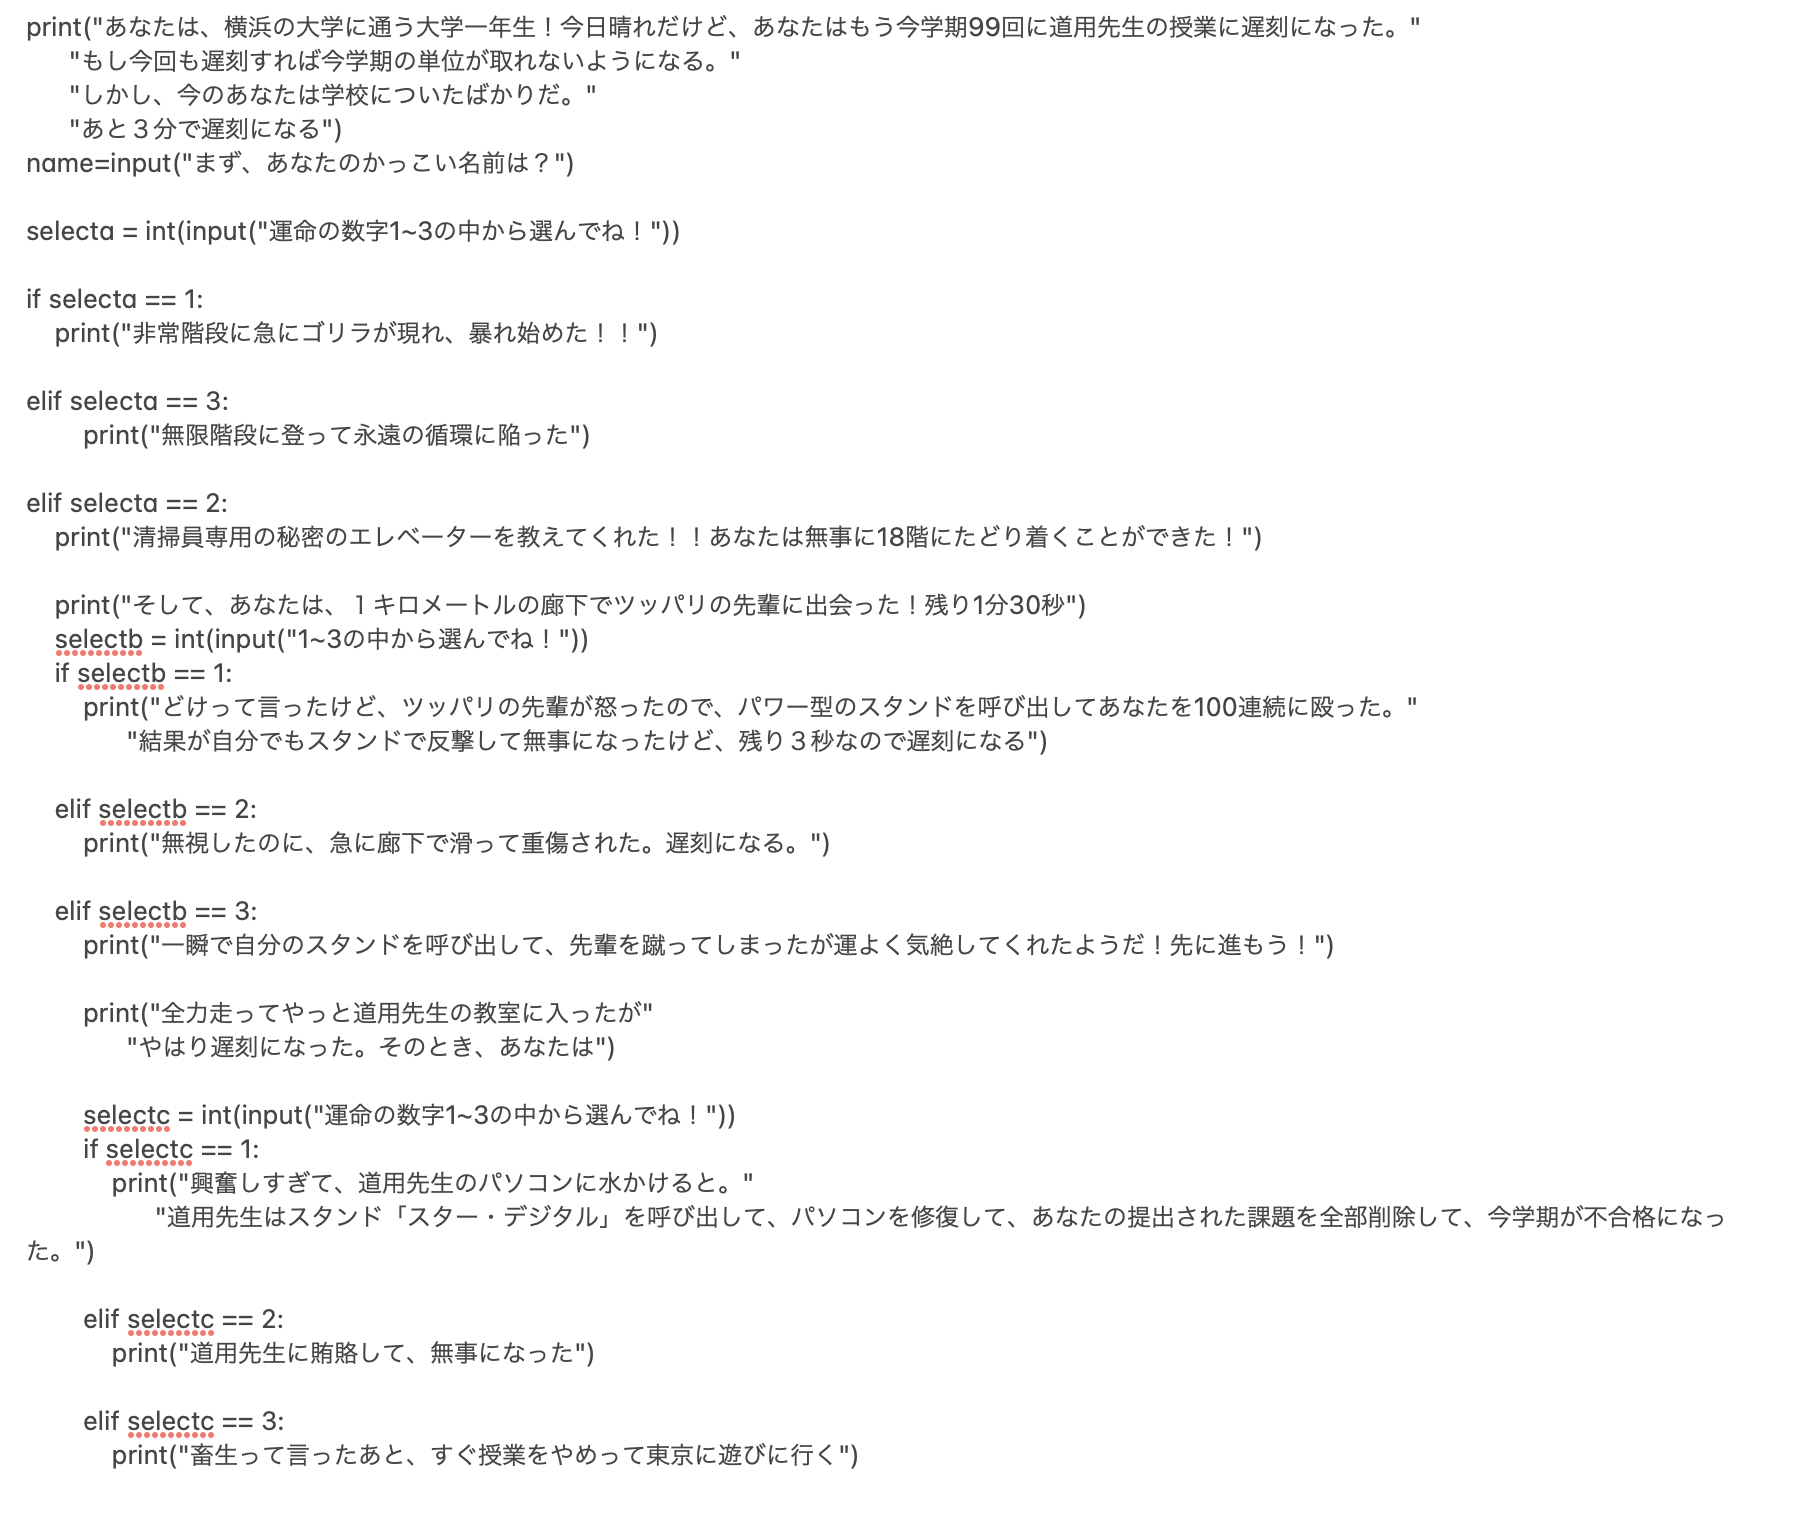 print("あなたは、横浜の大学に通う大学一年生！今日晴れだけど、あなたはもう今学期99回に道用先生の授業に遅刻になった。"
"もし今回も遅刻すれば今学期の単位が取れないようになる。"
"しかし、今のあなたは学校についたばかりだ。"
"あと３分で遅刻になる")
name=input("まず、あなたのかっこい名前は？")
selecta = int(input("運命の数字1~3の中から選んでね！"))
if selecta == 1:
print("非常階段に急にゴリラが現れ、暴れ始めた！！")
elif selecta == 3:
print("無限階段に登って永遠の循環に陥った")
elif selecta == 2:
print("清掃員専用の秘密のエレベーターを教えてくれた！！あなたは無事に18階にたどり着くことができた！")
print("そして、あなたは、１キロメートルの廊下でツッパリの先輩に出会った！残り1分30秒")
selectb = int(input("1~3の中から選んでね！"))
if selectb == 1:
print("どけって言ったけど、ツッパリの先輩が怒ったので、パワー型のスタンドを呼び出してあなたを100連続に殴った。"
"結果が自分でもスタンドで反撃して無事になったけど、残り３秒なので遅刻になる")
elif selectb == 2:
print("無視したのに、急に廊下で滑って重傷された。遅刻になる。")
elif selectb == 3:
print("一瞬で自分のスタンドを呼び出して、先輩を蹴ってしまったが運よく気絶してくれたようだ！先に進もう！")
print("全力走ってやっと道用先生の教室に入ったが"
"やはり遅刻になった。そのとき、あなたは")
selectc = int(input("運命の数字1~3の中から選んでね！"))
if selectc == 1:
print("興奮しすぎて、道用先生のパソコンに水かけると。"
"道用先生はスタンド「スター・デジタル」を呼び出して、パソコンを修復して、あなたの提出された課題を全部削除して、今学期が不合格になっ
た。")
elif selectc == 2:
print("道用先生に賄賂して、無事になった")
elif selectc == 3:
print("畜生って言ったあと、すぐ授業をやめって東京に遊びに行く")